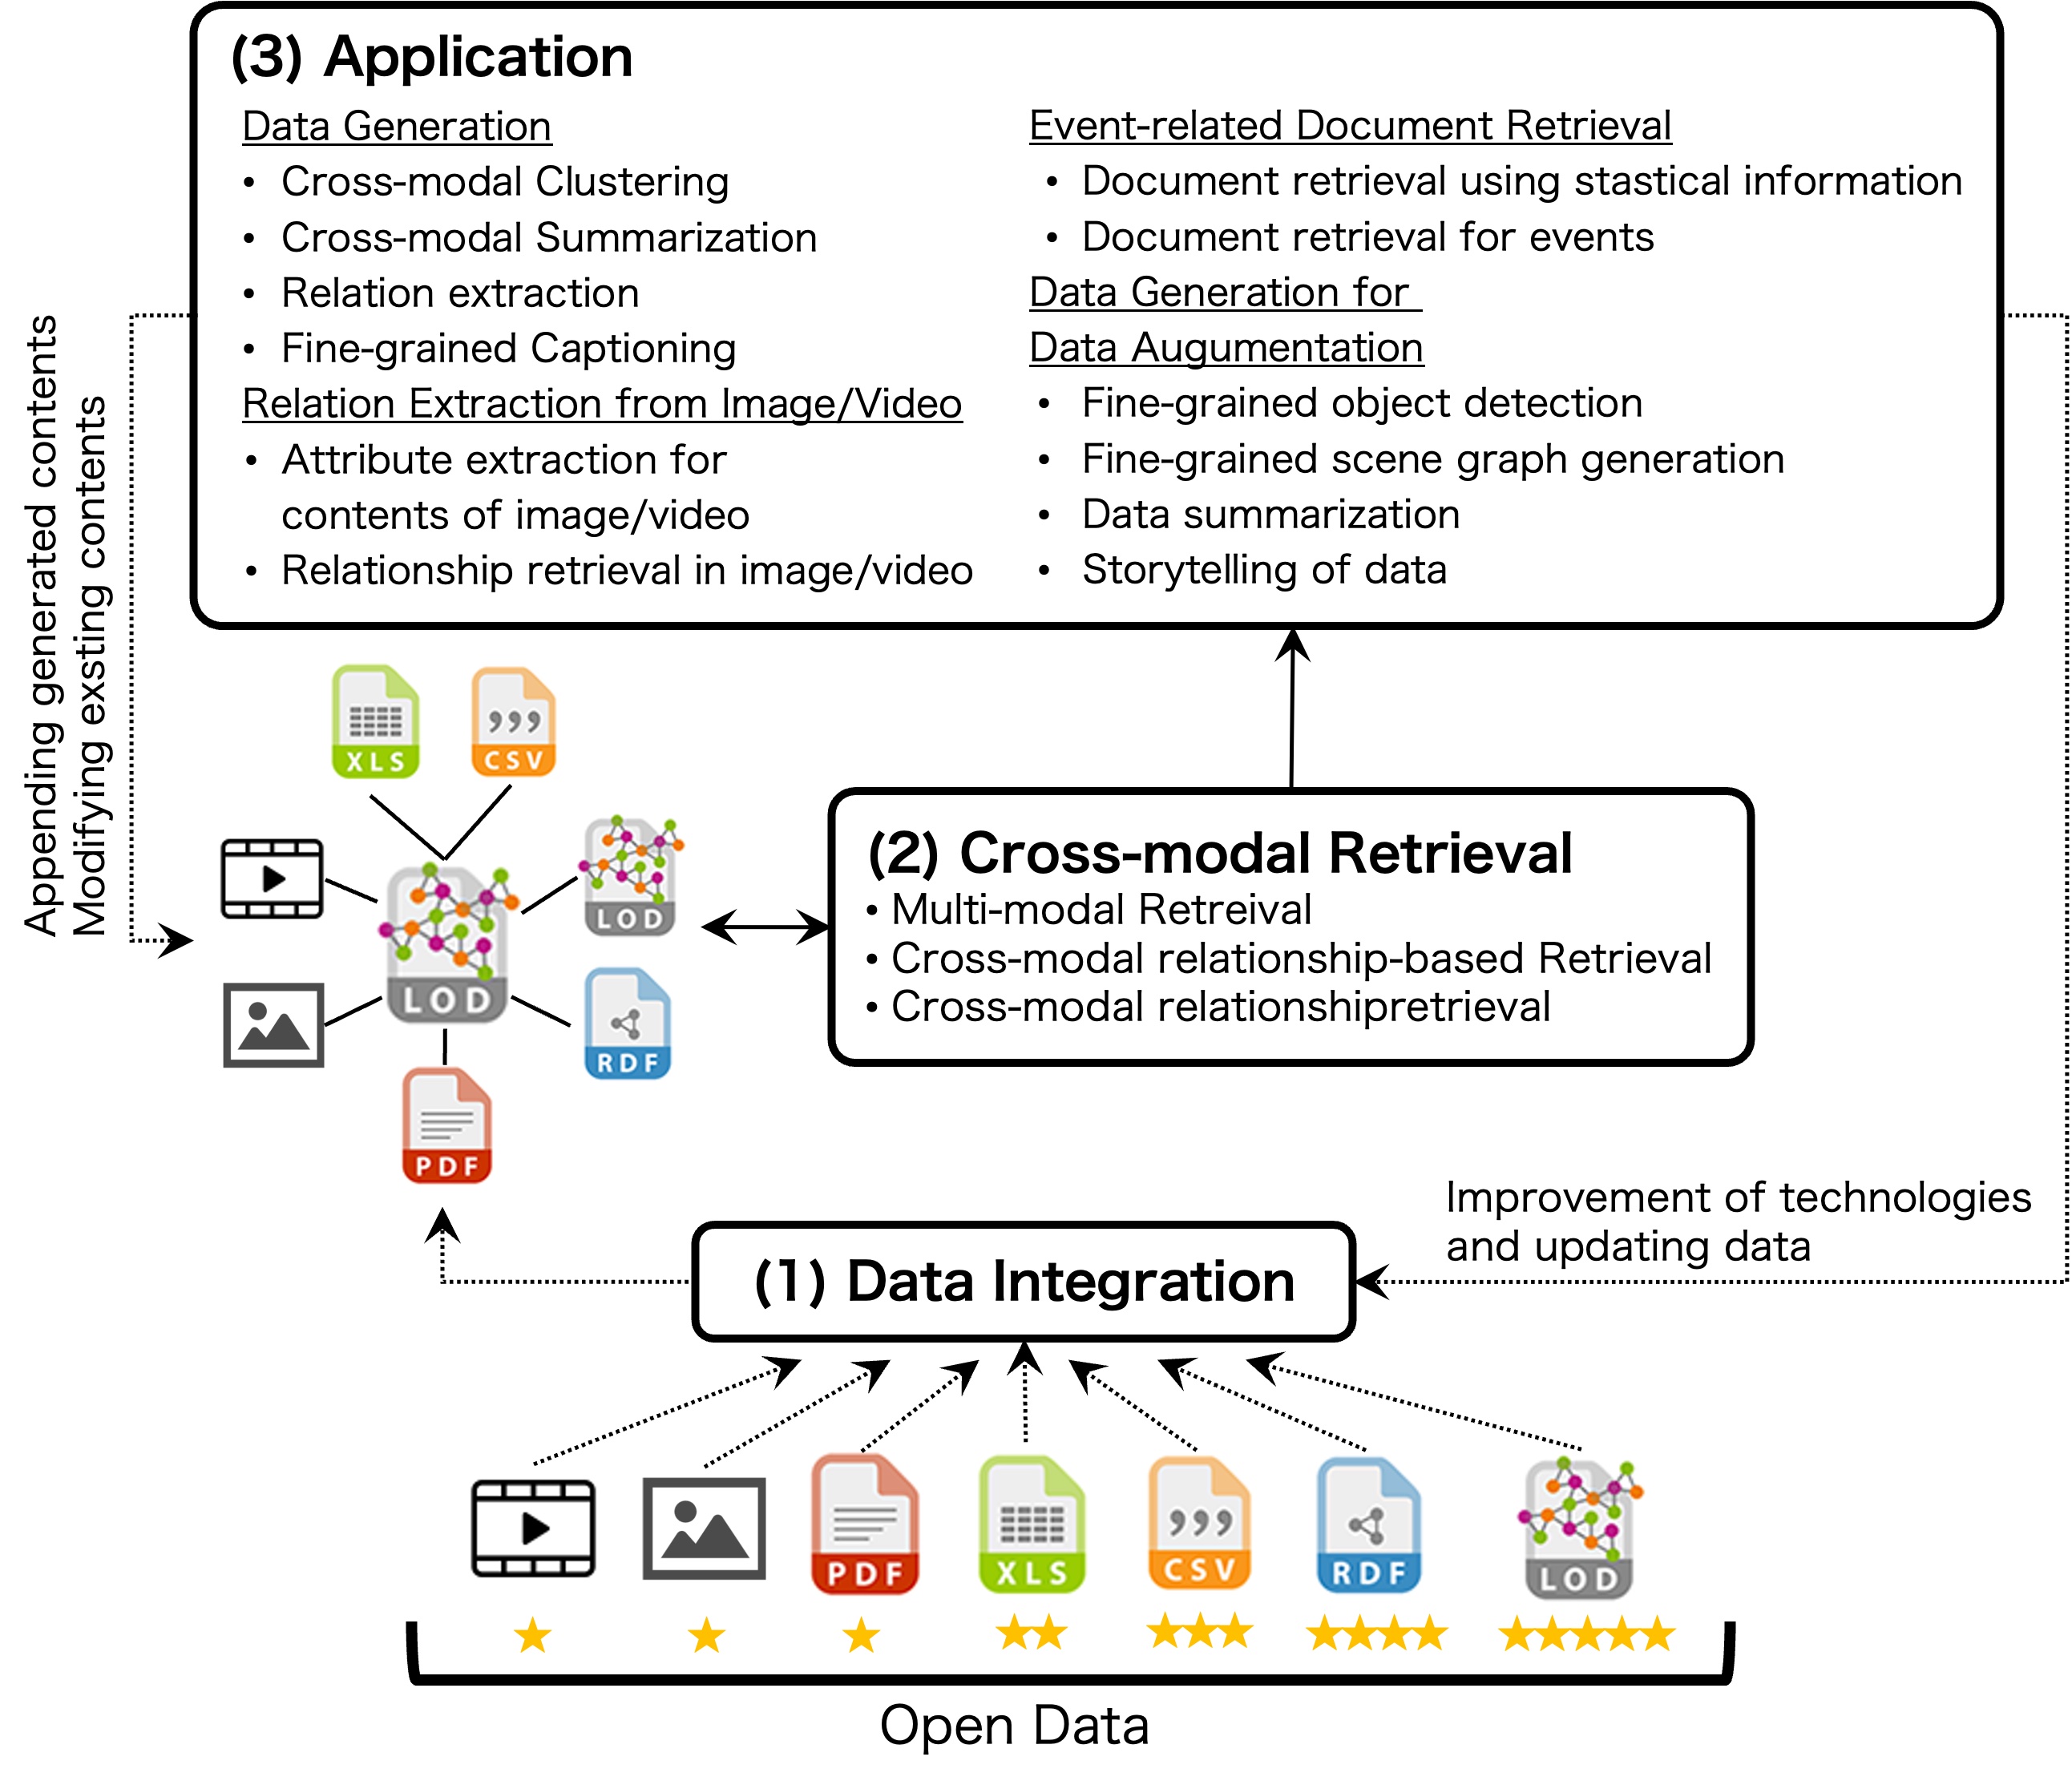 (3) Application
Data Generation
• Cross-modal Clustering
• Cross-modal Summarization
• Relation extraction
• Fine-grained Captioning
Relation Extraction from Image/Video
• Attribute extraction for
contents of image/video
• Relationship retrieval in image/video
Event-related Document Retrieval
• Document retrieval using stastical information
• Document retrieval for events
Data Generation for
Data Augumentation
• Fine-grained object detection
• Fine-grained scene graph generation
• Data summarization
• Storytelling of data
Appending generated contents
Modifying exsting contents
XLS
CSV
LOD
LOD
RDF
PDF
(2) Cross-modal Retrieval
• Multi-modal Retreival
• Cross-modal relationship-based Retrieval
• Cross-modal relationshipretrieval
Improvement of technologies
and updating data
(1) Data Integration
PDF
XLS
CSV
RDF
LOD
Open Data